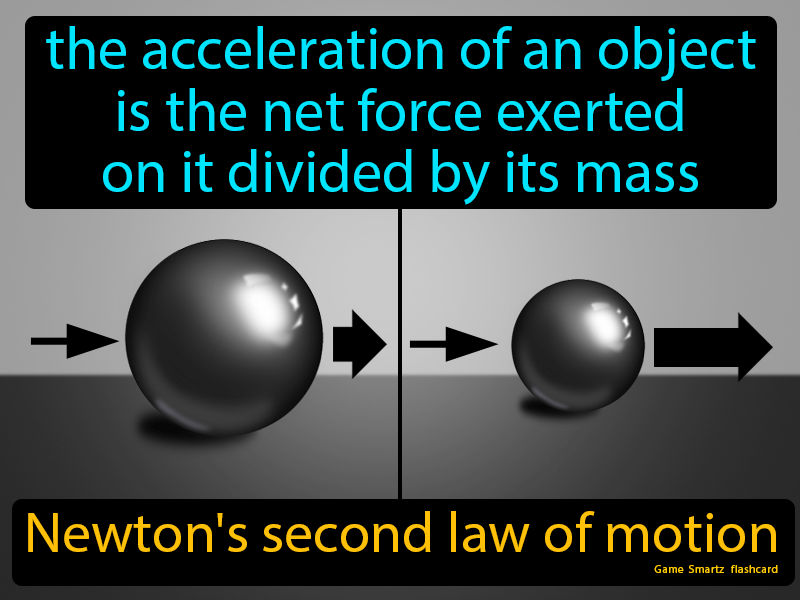 the acceleration of an object
is the net force exerted
on it divided by its mass
Newton's second law of motion
Game Smartz flashcard